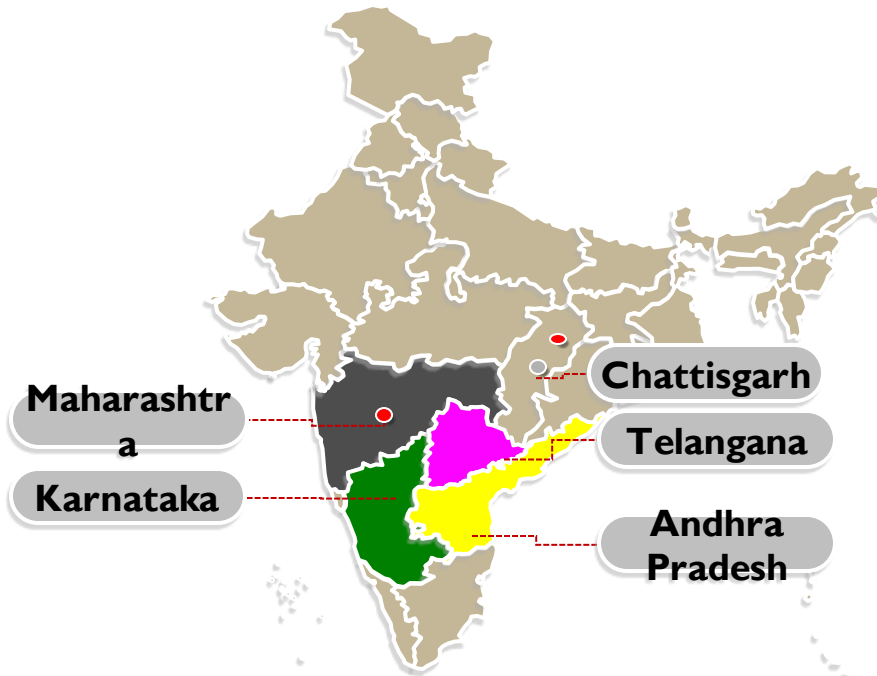 Chattisgarh
Maharashtr
a
Telangana
Karnataka
Andhra
Pradesh